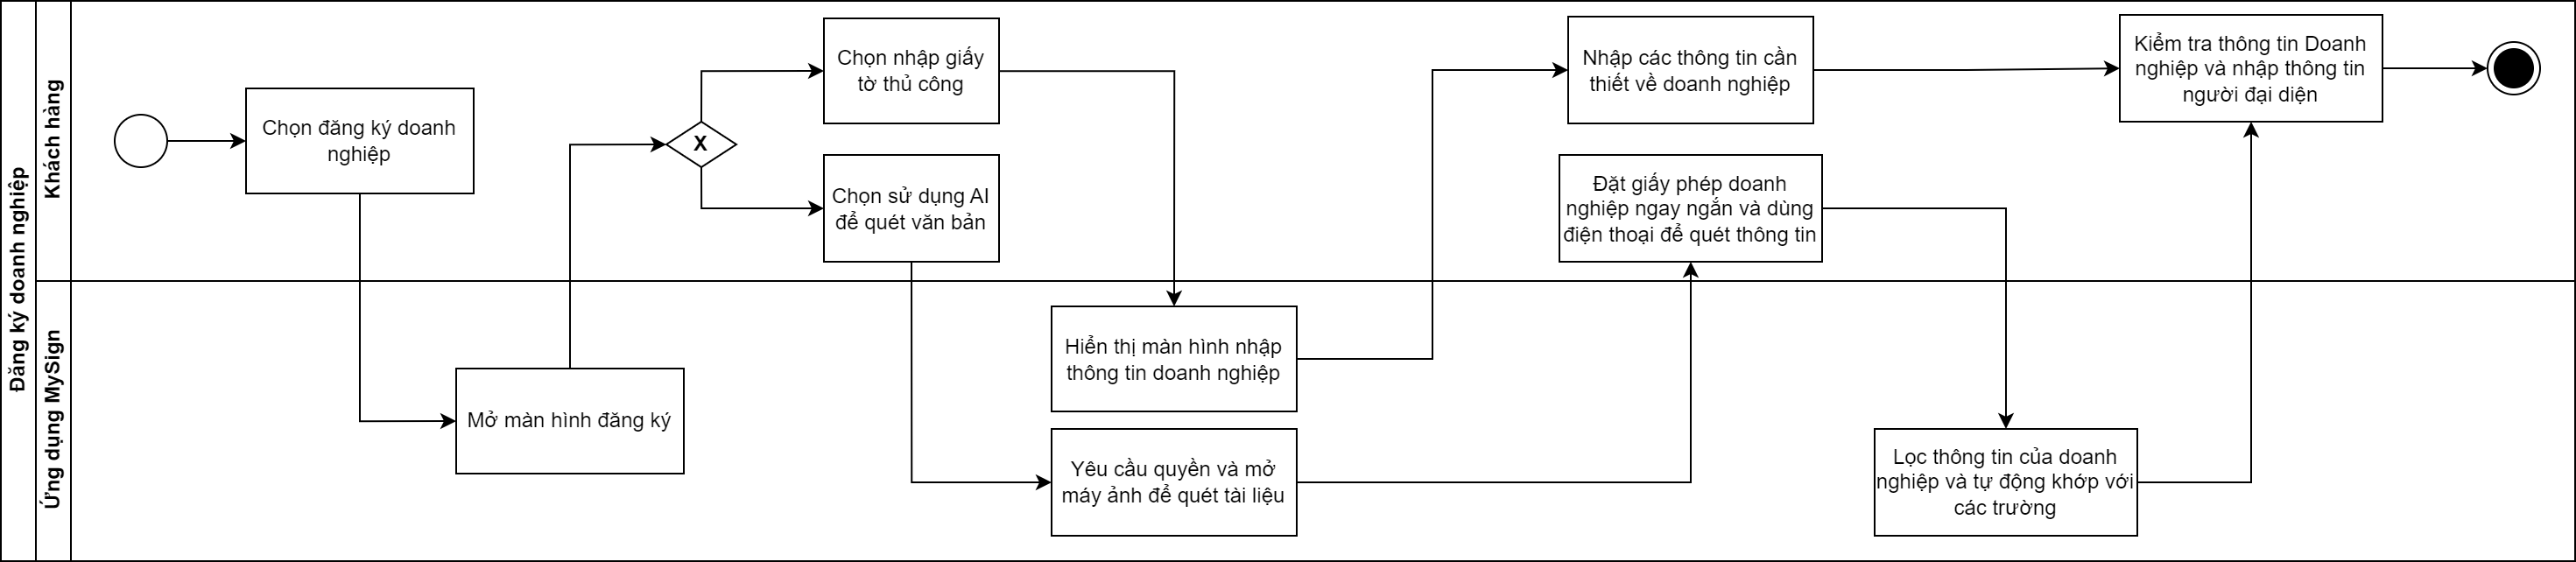 Đăng ký doanh nghiệp
Khách hàng
Chọn đăng ký doanh
nghiệp
X
Chọn nhập giấy
tờ thủ công
Chọn sử dụng AI
để quét văn bản
Nhập các thông tin cần
thiết về doanh nghiệp
Đặt giấy phép doanh
nghiệp ngay ngắn và dùng
điện thoại để quét thông tin
Kiểm tra thông tin Doanh
nghiệp và nhập thông tin
người đại diện
Ứng dụng MySign
Mở màn hình đăng ký
Hiển thị màn hình nhập
thông tin doanh nghiệp
Yêu cầu quyền và mở
máy ảnh để quét tài liệu
Lọc thông tin của doanh
nghiệp và tự động khớp với
các trường